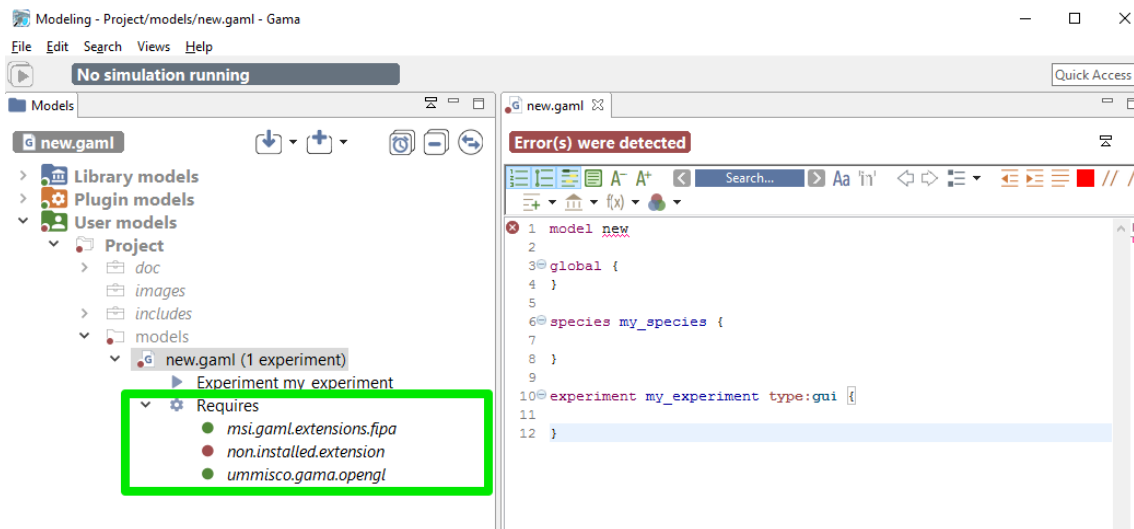 Modeling - Project/models/new.gaml - Gama
File Edit Search Views Help
No simulation running
Quick Access
Models
new.gaml
Library models
Plugin models
User models
Project
doc
images
includes
models
new.gaml (1 experiment)
Experiment my_experiment
Requires
msi.gaml.extensions.fipa
non.installed.extension
ummisco.gama.opengl
new.gaml
Error(s) were detected
A⁻ A⁺ Search... Aa 'in' // /
f(x)
1 model new
2
3 global {
4 }
5
6 species my_species {
7
8 }
9
10 experiment my_experiment type:gui {
11
12 }